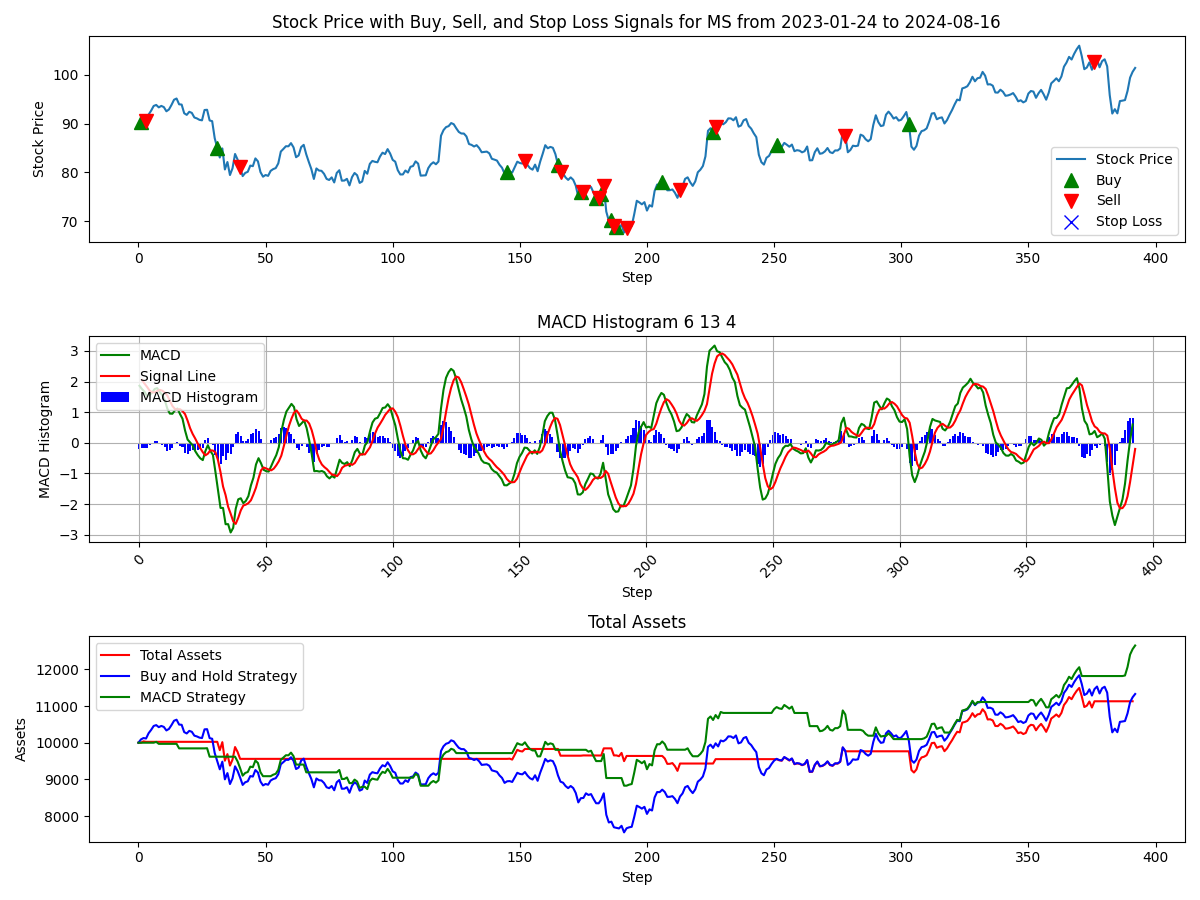 Stock Price with Buy, Sell, and Stop Loss Signals for MS from 2023-01-24 to 2024-08-16
Stock Price
100
90
80
70
Stock Price
Buy
Sell
Stop Loss
0 50 100 150 200 250 300 350 400
Step
MACD Histogram 6 13 4
MACD Histogram
3
2
1
0
−1
−2
−3
MACD
Signal Line
MACD Histogram
0 50 100 150 200 250 300 350 400
Step
Total Assets
Assets
12000
11000
10000
9000
8000
Total Assets
Buy and Hold Strategy
MACD Strategy
0 50 100 150 200 250 300 350 400
Step